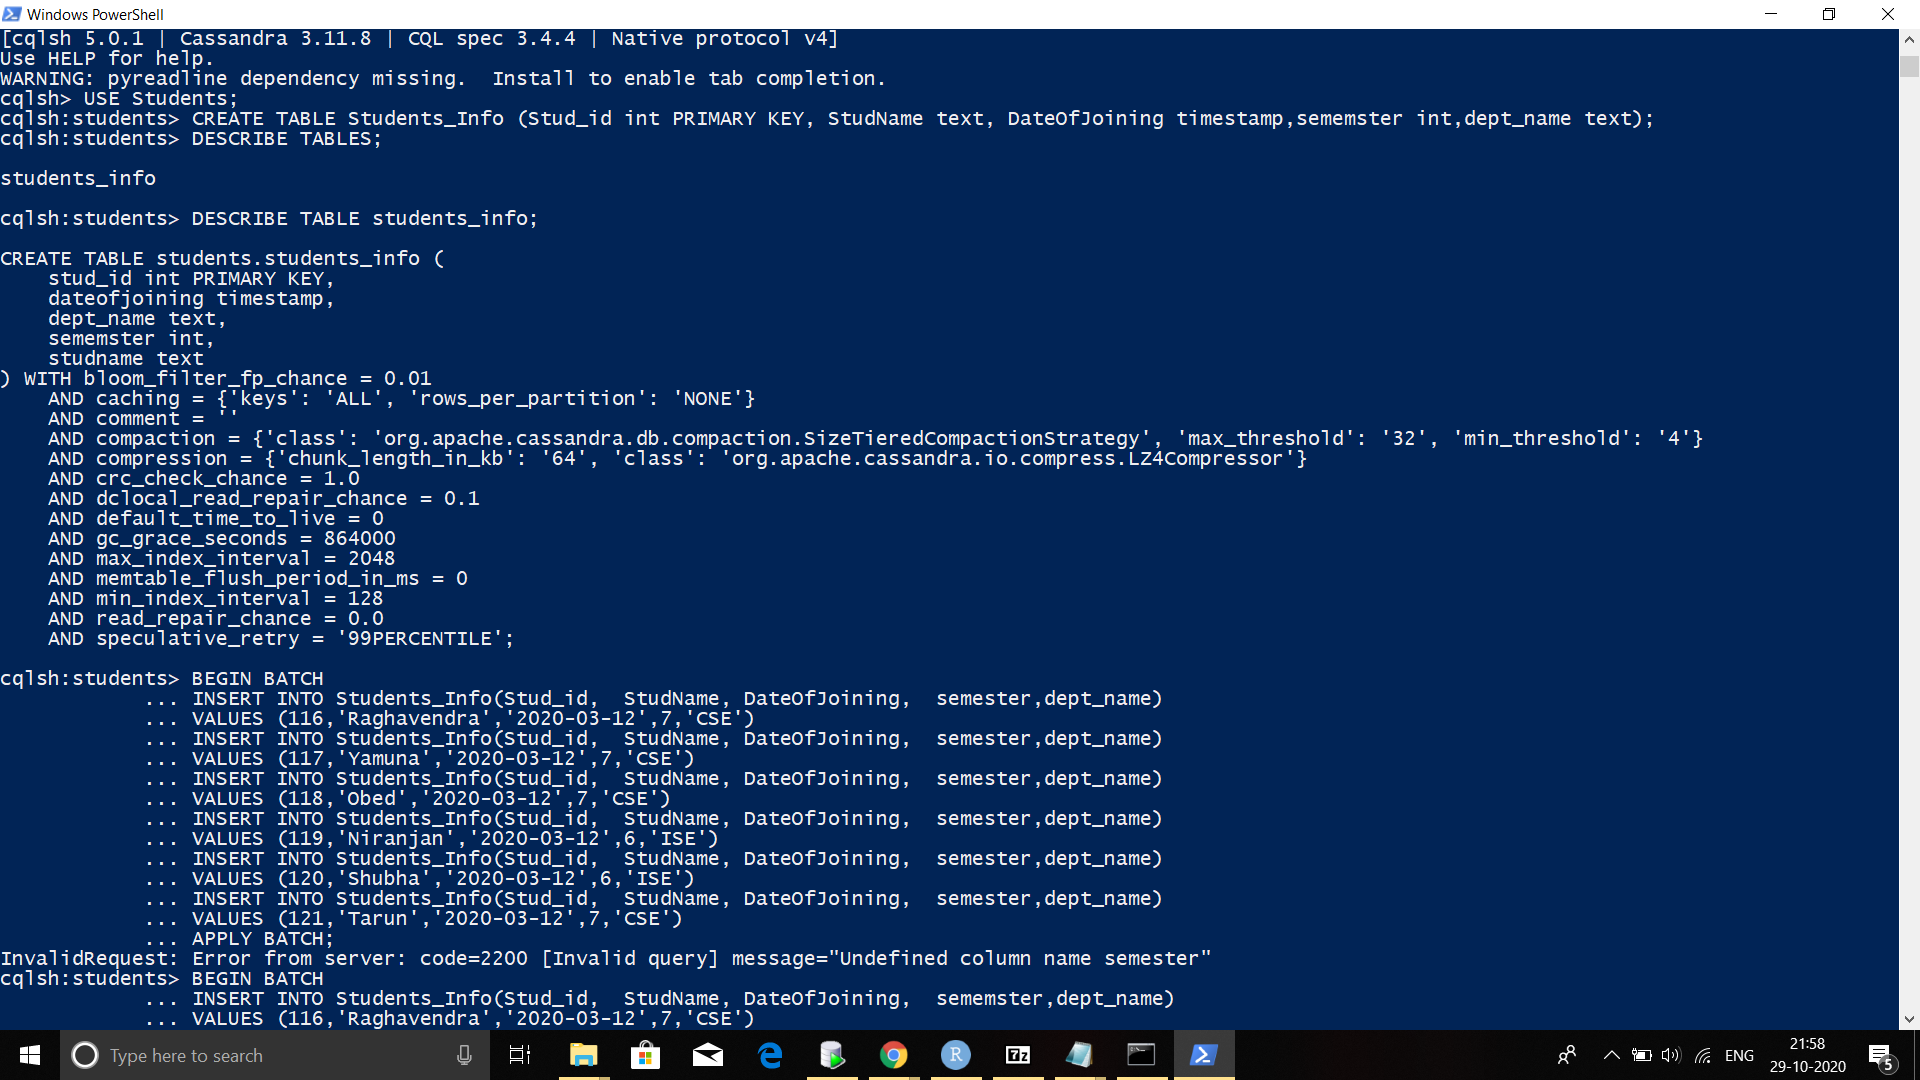 Windows PowerShell
[cqlsh 5.0.1 | Cassandra 3.11.8 | CQL spec 3.4.4 | Native protocol v4]
Use HELP for help.
WARNING: pyreadline dependency missing.  Install to enable tab completion.
cqlsh> USE Students;
cqlsh:students> CREATE TABLE Students_Info (Stud_id int PRIMARY KEY, StudName text, DateOfJoining timestamp,sememster int,dept_name text);
cqlsh:students> DESCRIBE TABLES;
students_info
cqlsh:students> DESCRIBE TABLE students_info;
CREATE TABLE students.students_info (
    stud_id int PRIMARY KEY,
    dateofjoining timestamp,
    dept_name text,
    sememster int,
    studname text
) WITH bloom_filter_fp_chance = 0.01
    AND caching = {'keys': 'ALL', 'rows_per_partition': 'NONE'}
    AND comment = ''
    AND compaction = {'class': 'org.apache.cassandra.db.compaction.SizeTieredCompactionStrategy', 'max_threshold': '32', 'min_threshold': '4'}
    AND compression = {'chunk_length_in_kb': '64', 'class': 'org.apache.cassandra.io.compress.LZ4Compressor'}
    AND crc_check_chance = 1.0
    AND dclocal_read_repair_chance = 0.1
    AND default_time_to_live = 0
    AND gc_grace_seconds = 864000
    AND max_index_interval = 2048
    AND memtable_flush_period_in_ms = 0
    AND min_index_interval = 128
    AND read_repair_chance = 0.0
    AND speculative_retry = '99PERCENTILE';
cqlsh:students> BEGIN BATCH
            ... INSERT INTO Students_Info(Stud_id,  StudName, DateOfJoining,  semester,dept_name)
            ... VALUES (116,'Raghavendra','2020-03-12',7,'CSE')
            ... INSERT INTO Students_Info(Stud_id,  StudName, DateOfJoining,  semester,dept_name)
            ... VALUES (117,'Yamuna','2020-03-12',7,'CSE')
            ... INSERT INTO Students_Info(Stud_id,  StudName, DateOfJoining,  semester,dept_name)
            ... VALUES (118,'Obed','2020-03-12',7,'CSE')
            ... INSERT INTO Students_Info(Stud_id,  StudName, DateOfJoining,  semester,dept_name)
            ... VALUES (119,'Niranjan','2020-03-12',6,'ISE')
            ... INSERT INTO Students_Info(Stud_id,  StudName, DateOfJoining,  semester,dept_name)
            ... VALUES (120,'Shubha','2020-03-12',6,'ISE')
            ... INSERT INTO Students_Info(Stud_id,  StudName, DateOfJoining,  semester,dept_name)
            ... VALUES (121,'Tarun','2020-03-12',7,'CSE')
            ... APPLY BATCH;
InvalidRequest: Error from server: code=2200 [Invalid query] message="Undefined column name semester"
cqlsh:students> BEGIN BATCH
            ... INSERT INTO Students_Info(Stud_id,  StudName, DateOfJoining,  sememster,dept_name)
            ... VALUES (116,'Raghavendra','2020-03-12',7,'CSE')
Type here to search
R
7z
ENG
21:58
29-10-2020
5